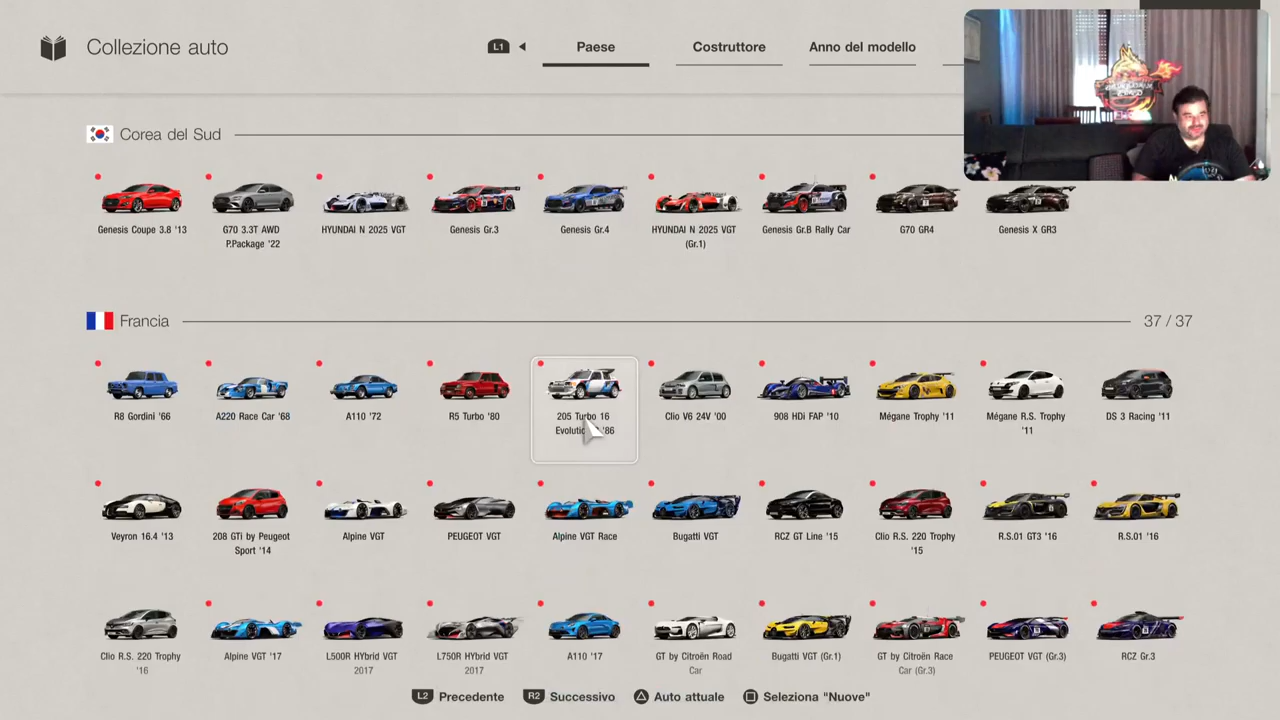 Collezione auto
L1
Paese
Costruttore
Anno del modello
Corea del Sud
Genesis Coupe 3.8 '13
G70 3.3T AWD
P.Package '22
HYUNDAI N 2025 VGT
Genesis Gr.3
Genesis Gr.4
HYUNDAI N 2025 VGT
(Gr.1)
Genesis Gr.B Rally Car
G70 GR4
Genesis X GR3
Francia
37 / 37
R8 Gordini '66
A220 Race Car '68
A110 '72
R5 Turbo '80
205 Turbo 16
'86
Clio V6 24V '00
908 HDi FAP '10
Mégane Trophy '11
Mégane R.S. Trophy
'11
DS 3 Racing '11
Veyron 16.4 '13
208 GTi by Peugeot
Sport '14
Alpine VGT
PEUGEOT VGT
Alpine VGT Race
Bugatti VGT
RCZ GT Line '15
Clio R.S. 220 Trophy
'15
R.S.01 GT3 '16
R.S.01 '16
Clio R.S. 220 Trophy
'16
Alpine VGT '17
L500R HYbrid VGT
2017
L750R HYbrid VGT
2017
A110 '17
GT by Citroën Road
Car
Bugatti VGT (Gr.1)
GT by Citroën Race
Car (Gr.3)
PEUGEOT VGT (Gr.3)
RCZ Gr.3
L2 Precedente
R2 Successivo
Auto attuale
Seleziona "Nuove"